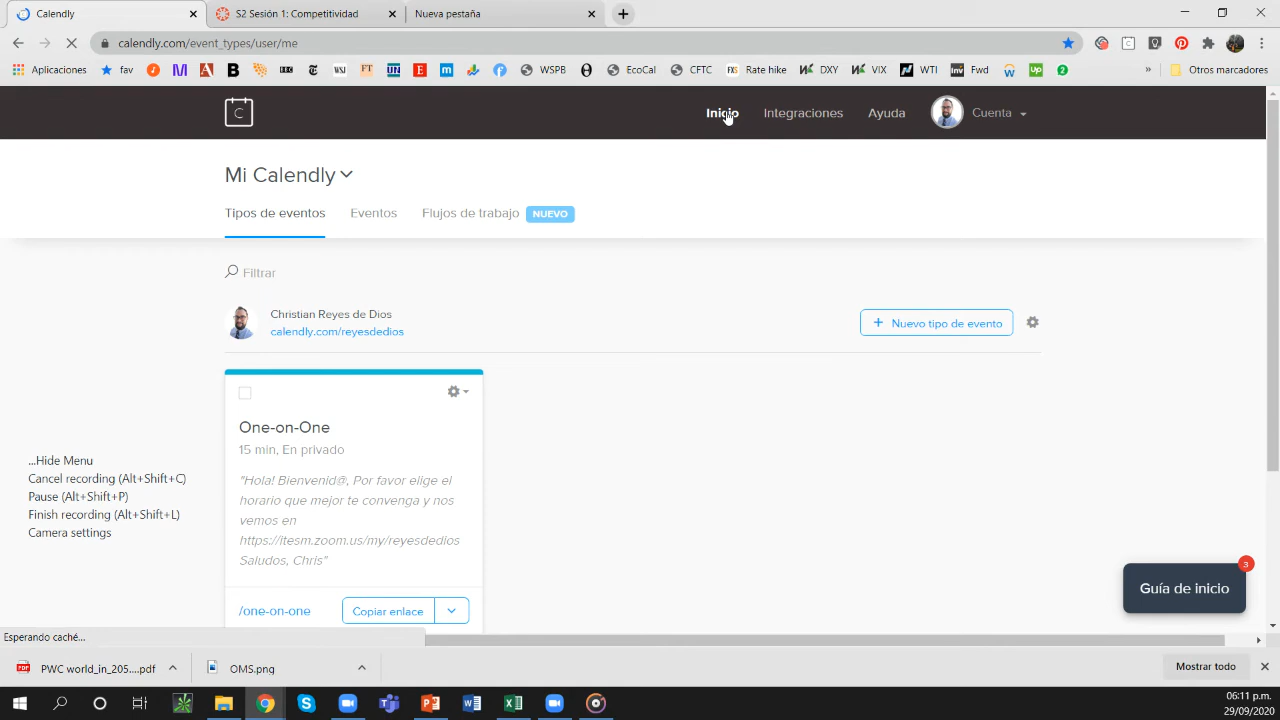 Calendly
S2 Sesión 1: Competitividad
Nueva pestaña
calendly.com/event_types/user/me
Aplicaciones
fav
WSPB
EcoCal
CFTC
Rate hike
DXY
VIX
WTI
Fwd
Otros marcadores
Inicio
Integraciones
Ayuda
Cuenta
Mi Calendly
Tipos de eventos
Eventos
Flujos de trabajo
NUEVO
Filtrar
Christian Reyes de Dios
calendly.com/reyesdedios
+ Nuevo tipo de evento
One-on-One
15 min, En privado
"Hola! Bienvenid@, Por favor elige el
horario que mejor te convenga y nos
vemos en
https://itesm.zoom.us/my/reyesdedios
Saludos, Chris"
/one-on-one
Copiar enlace
...Hide Menu
Cancel recording (Alt+Shift+C)
Pause (Alt+Shift+P)
Finish recording (Alt+Shift+L)
Camera settings
3
Guía de inicio
Esperando caché...
PWC world_in_205....pdf
OMS.png
Mostrar todo
06:11 p.m.
29/09/2020